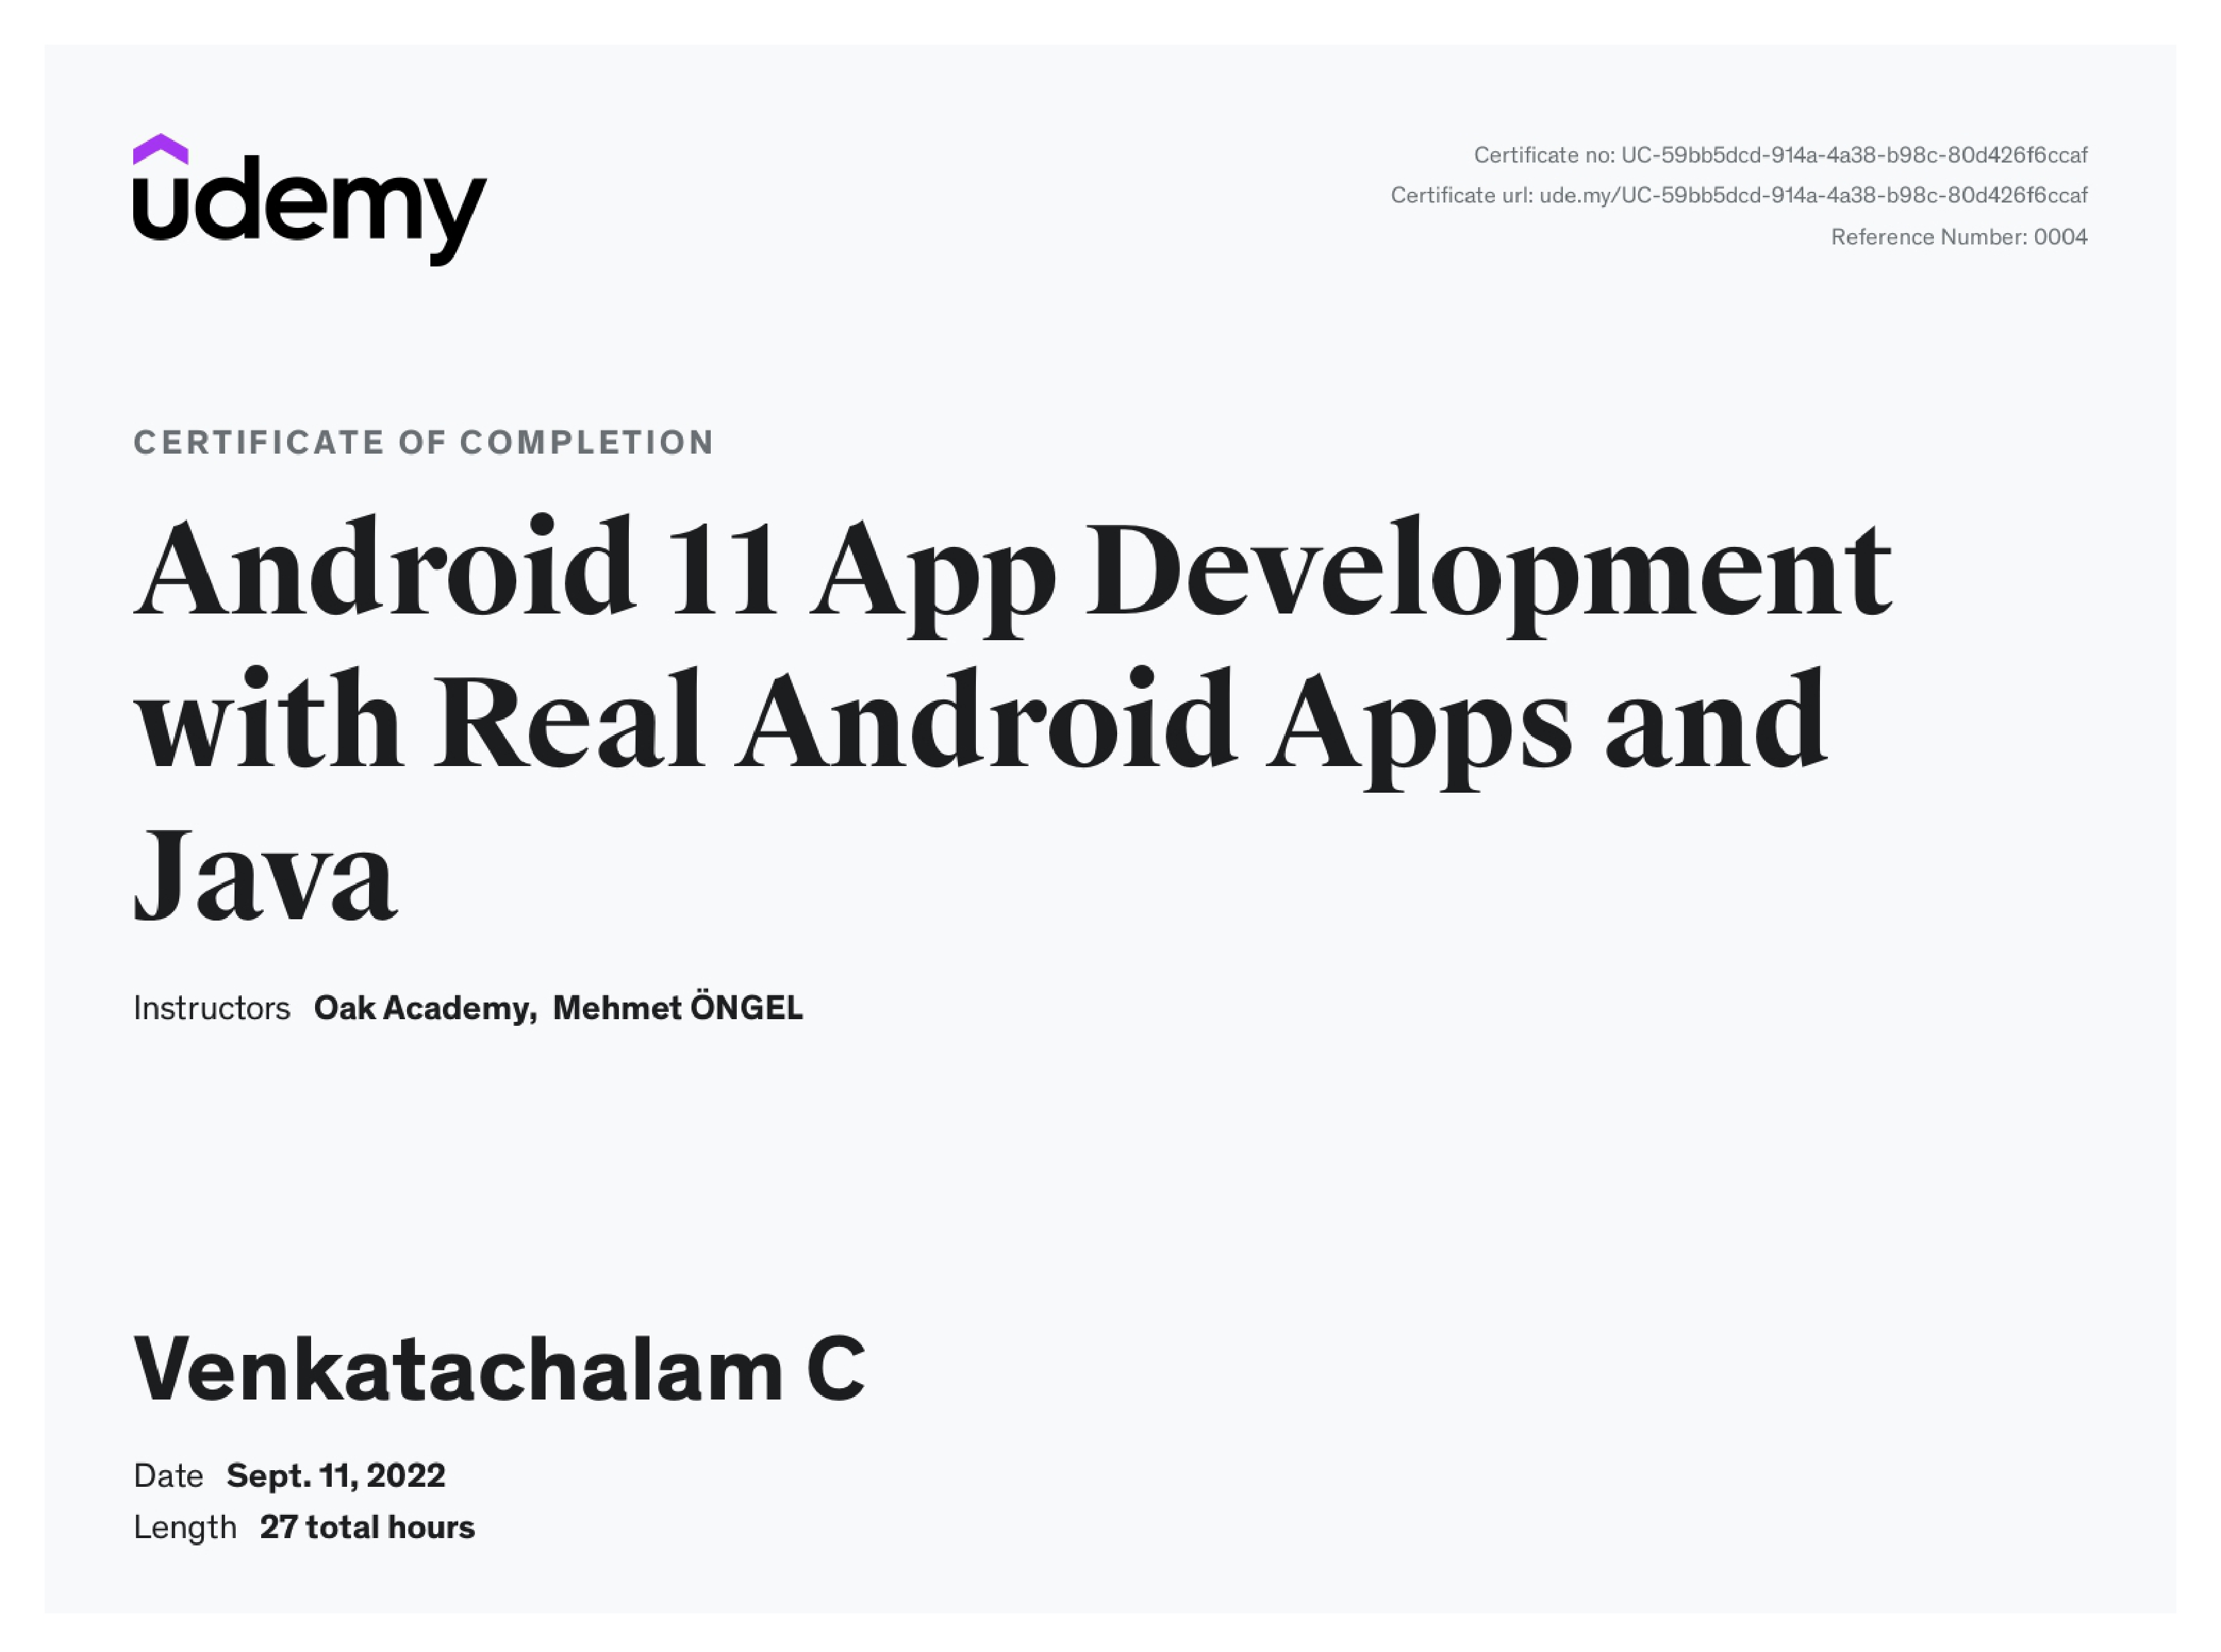 udemy
Certificate no: UC-59bb5dcd-914a-4a38-b98c-80d426f6ccaf
Certificate url: ude.my/UC-59bb5dcd-914a-4a38-b98c-80d426f6ccaf
Reference Number: 0004
CERTIFICATE OF COMPLETION
Android 11 App Development
with Real Android Apps and
Java
Instructors Oak Academy, Mehmet ÖNGEL
Venkatachalam C
Date Sept. 11, 2022
Length 27 total hours